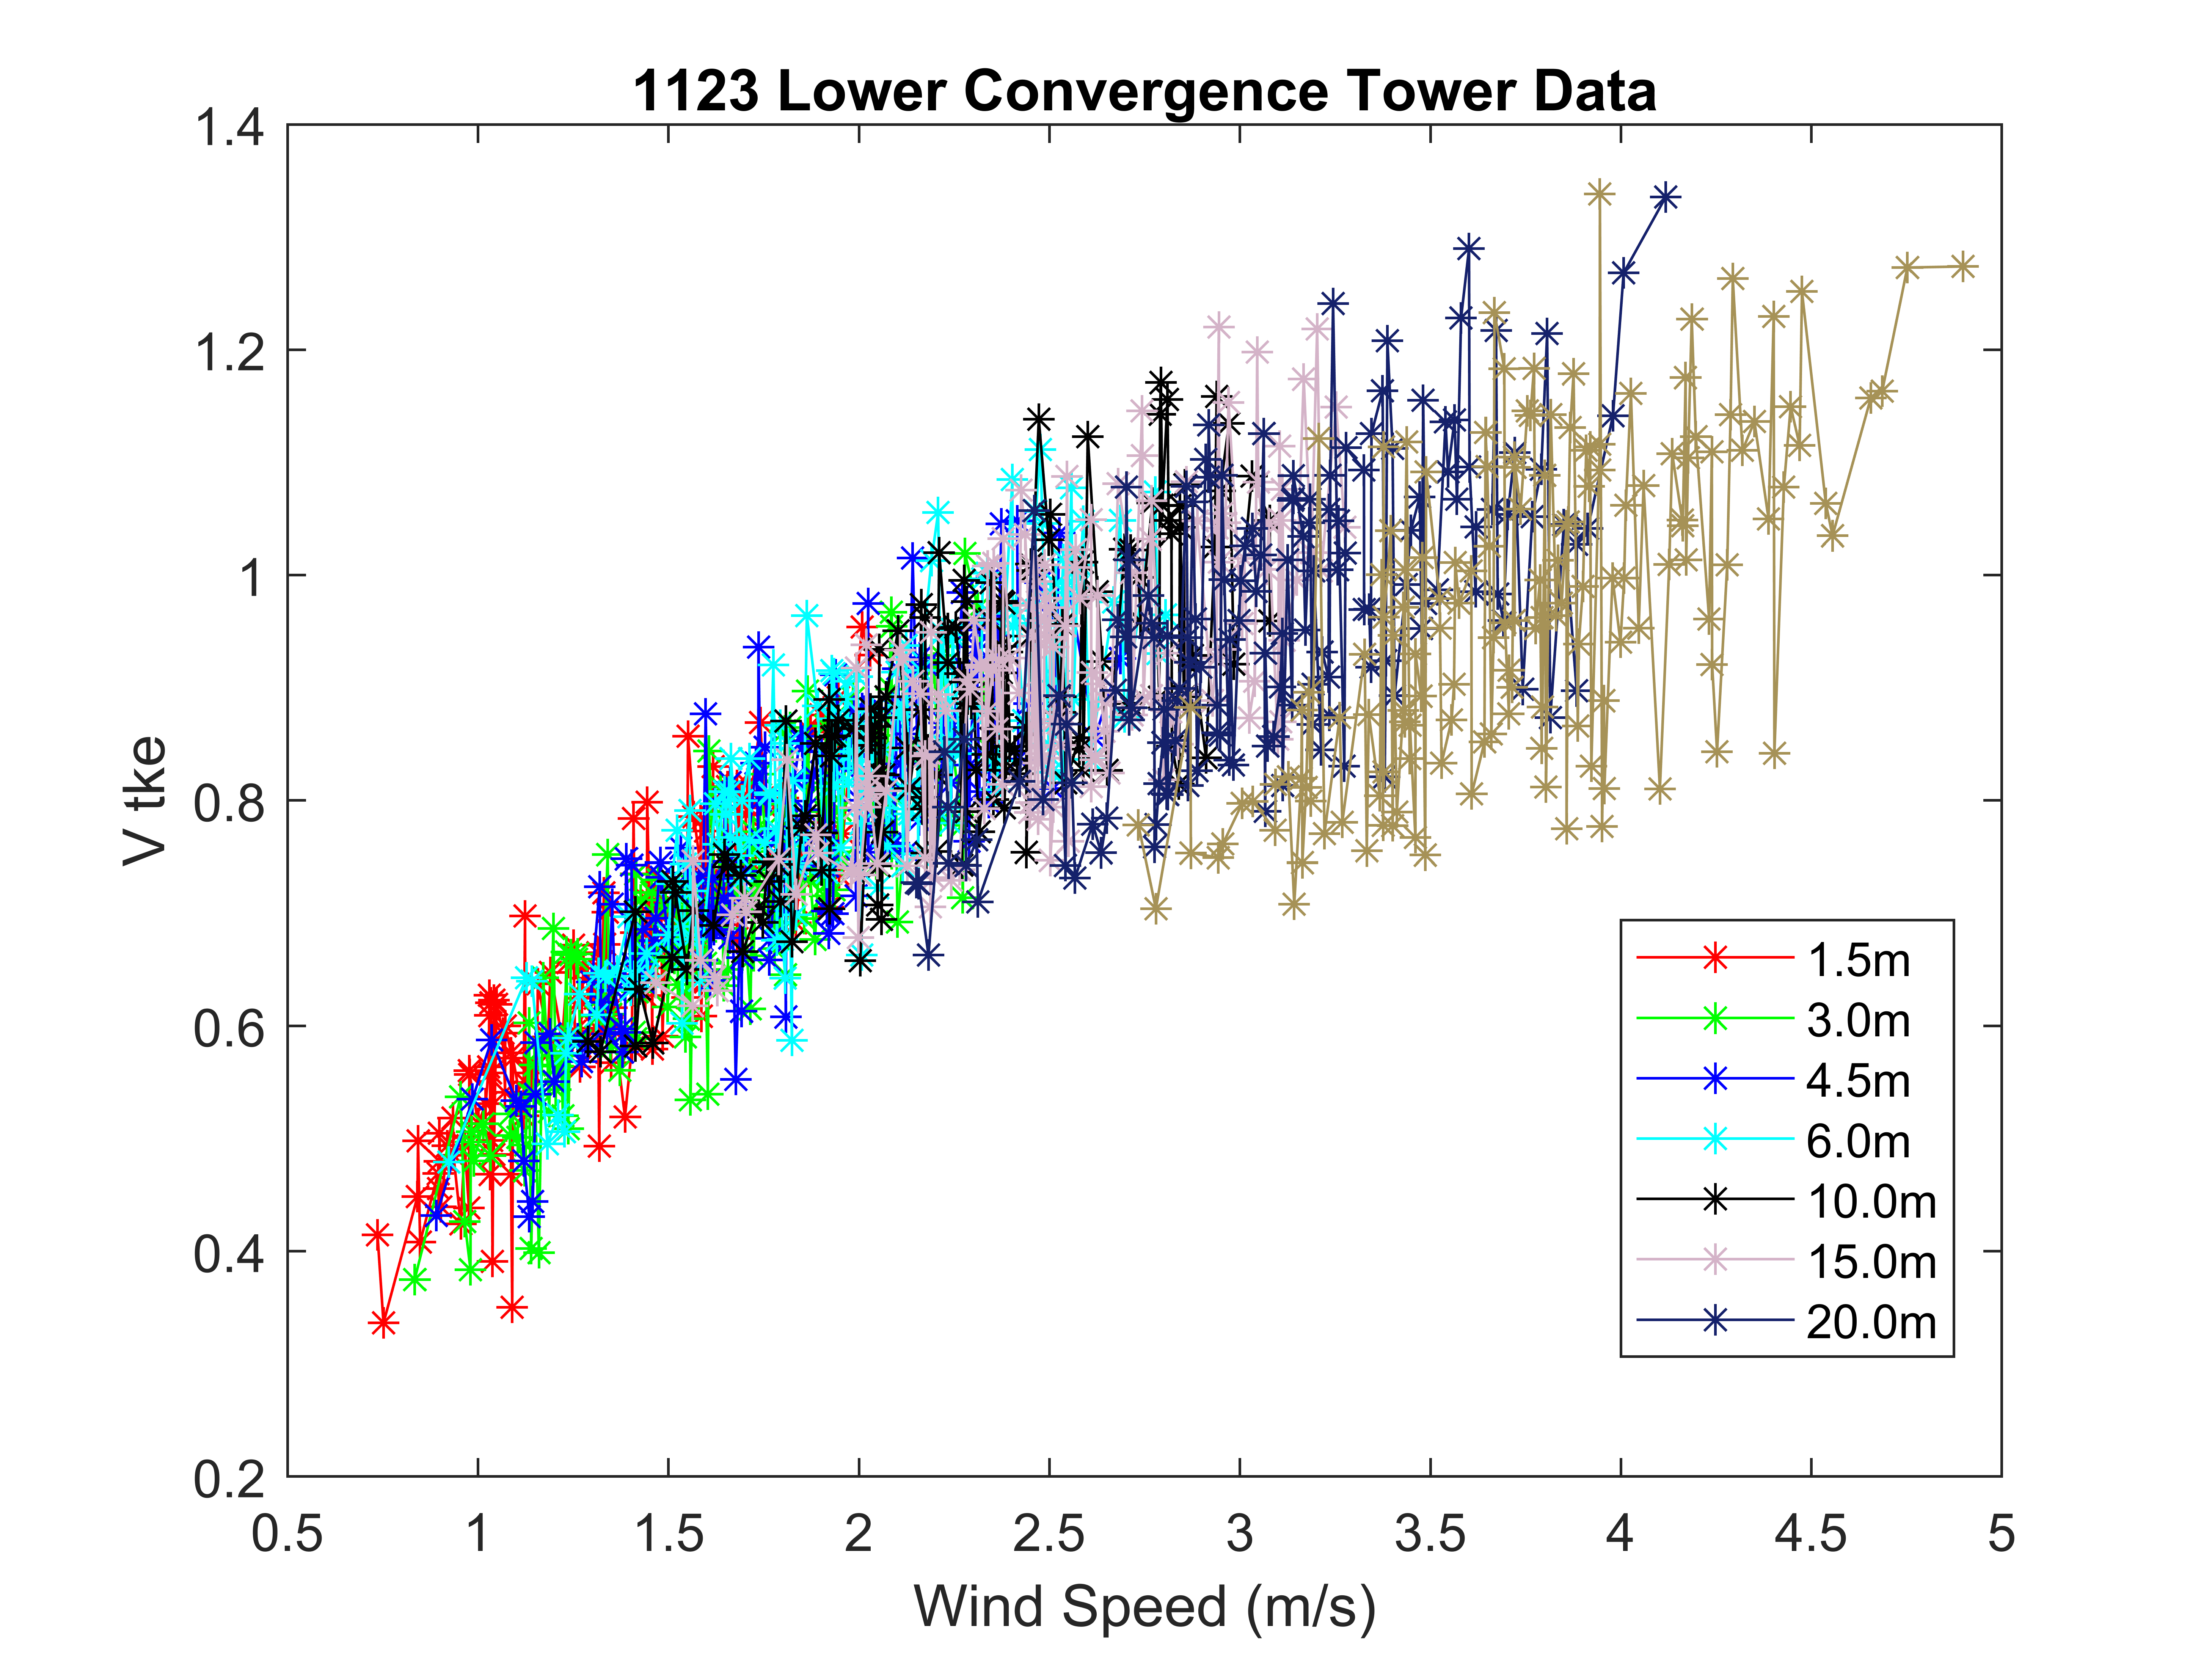 1123 Lower Convergence Tower Data
1.4
1.2
1
0.8
0.6
0.4
0.2
V tke
1.5m
3.0m
4.5m
6.0m
10.0m
15.0m
20.0m
0.5 1 1.5 2 2.5 3 3.5 4 4.5 5
Wind Speed (m/s)